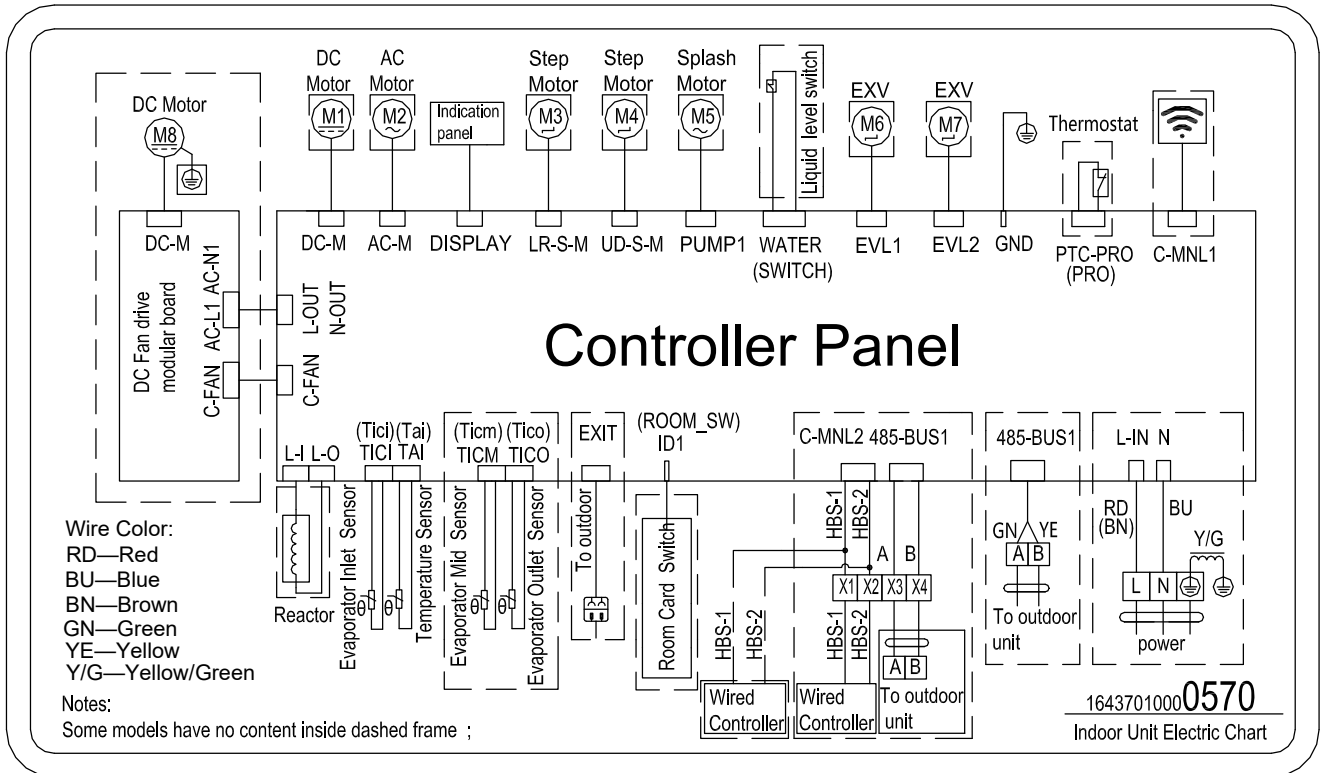 DC Motor
M8
DC-M
DC Fan drive
modular board
AC-L1 AC-N1
C-FAN
DC
Motor
M1
DC-M
AC
Motor
M2
AC-M
Indication
panel
DISPLAY
Step
Motor
M3
LR-S-M
Step
Motor
M4
UD-S-M
Splash
Motor
M5
PUMP1
Liquid level switch
WATER
(SWITCH)
EXV
M6
EVL1
EXV
M7
EVL2
GND
Thermostat
PTC-PRO
(PRO)
C-MNL1
L-OUT
N-OUT
C-FAN
Controller Panel
L-I L-O
Reactor
(Tici) (Tai)
TICI TAI
Evaporator Inlet Sensor
θ
θ
Temperature Sensor
(Ticm) (Tico)
TICM TICO
Evaporator Mid Sensor
θ
θ
Evaporator Outlet Sensor
EXIT
To outdoor
(ROOM_SW)
ID1
Room Card Switch
C-MNL2 485-BUS1
HBS-1
HBS-2
A B
X1 X2 X3 X4
HBS-1
HBS-2
HBS-1
HBS-2
A B
Wired
Controller
Wired
Controller
To outdoor
unit
485-BUS1
GN YE
A B
To outdoor
unit
L-IN N
RD
(BN)
BU
Y/G
L N
power
Wire Color:
RD—Red
BU—Blue
BN—Brown
GN—Green
YE—Yellow
Y/G—Yellow/Green
Notes:
Some models have no content inside dashed frame ;
16437010000570
Indoor Unit Electric Chart